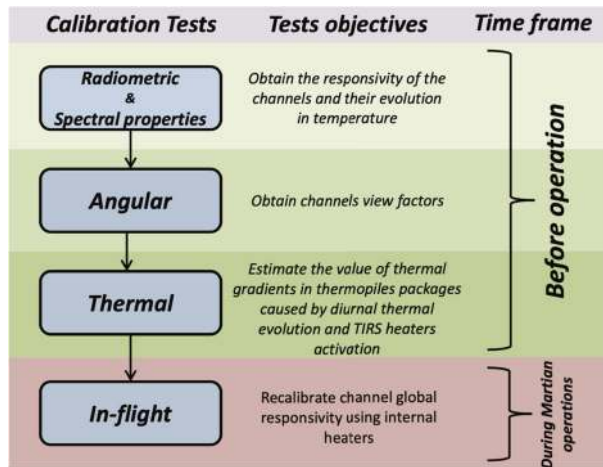 Calibration Tests Tests objectives Time frame
Radiometric
&
Spectral properties
Obtain the responsivity of the
channels and their evolution
in temperature
Angular
Obtain channels view factors
Thermal
Estimate the value of thermal
gradients in thermopiles packages
caused by diurnal thermal
evolution and TIRS heaters
activation
Before operation
In-flight
Recalibrate channel global
responsivity using internal
heaters
During Martian
operations